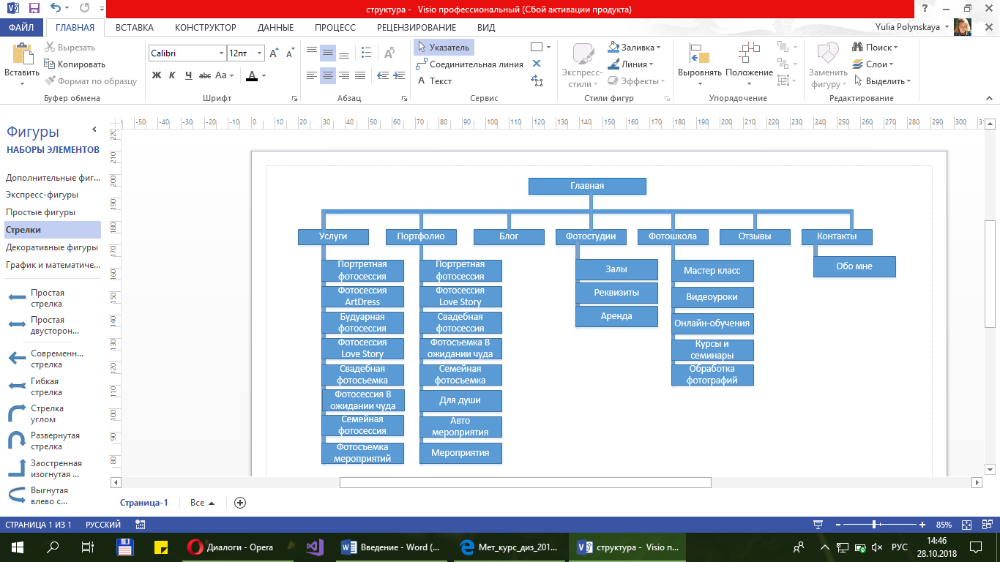 структура - Visio профессиональный (Сбой активации продукта)
ФАЙЛ ГЛАВНАЯ ВСТАВКА КОНСТРУКТОР ДАННЫЕ ПРОЦЕСС РЕЦЕНЗИРОВАНИЕ ВИД Yulia Polynskaya
Вставить
Вырезать
Копировать
Формат по образцу
Буфер обмена
Calibri 12пт
Ж К Ч abc Aa A
Шрифт
Абзац
Указатель
Соединительная линия
Текст
Сервис
Экспресс-
стили
Заливка
Линия
Эффекты
Стили фигур
Выровнять Положение
Упорядочение
Заменить
фигуру
Поиск
Слои
Выделить
Редактирование
Фигуры
НАБОРЫ ЭЛЕМЕНТОВ
Дополнительные фиг...
Экспресс-фигуры
Простые фигуры
Стрелки
Декоративные фигуры
График и математиче...
Простая
стрелка
Простая
двусторон...
Современн...
стрелка
Гибкая
стрелка
Стрелка
углом
Развернутая
стрелка
Заостренная
изогнутая ...
Выгнутая
влево с...
-50 -40 -30 -20 -10 0 10 20 30 40 50 60 70 80 90 100 110 120 130 140 150 160 170 180 190 200 210 220 230 240 250 260 270 280 290 300
220
210
200
190
180
170
160
150
140
130
120
110
100
90
80
Главная
Услуги Портфолио Блог Фотостудии Фотошкола Отзывы Контакты
Портретная
фотосессия
Фотосессия
ArtDress
Будуарная
фотосессия
Фотосессия
Love Story
Свадебная
фотосъемка
Фотосессия В
ожидании чуда
Семейная
фотосессия
Фотосъемка
мероприятий
Портретная
фотосессия
Фотосессия
Love Story
Свадебная
фотосессия
Фотосъемка В
ожидании чуда
Семейная
фотосъемка
Для души
Авто
мероприятия
Мероприятия
Залы
Реквизиты
Аренда
Мастер класс
Видеоуроки
Онлайн-обучения
Курсы и
семинары
Обработка
фотографий
Обо мне
Страница-1 Все
СТРАНИЦА 1 ИЗ 1 РУССКИЙ 85%
Диалоги - Opera
Введение - Word (...
Мет_курс_диз_201...
структура - Visio п...
РУС
14:46
28.10.2018